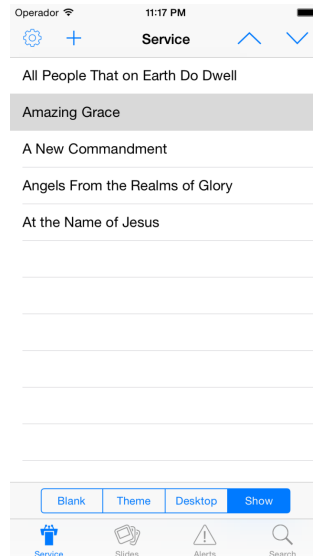 Operador 11:17 PM
Service
All People That on Earth Do Dwell
Amazing Grace
A New Commandment
Angels From the Realms of Glory
At the Name of Jesus
Blank Theme Desktop Show
Service Slides Alerts Search